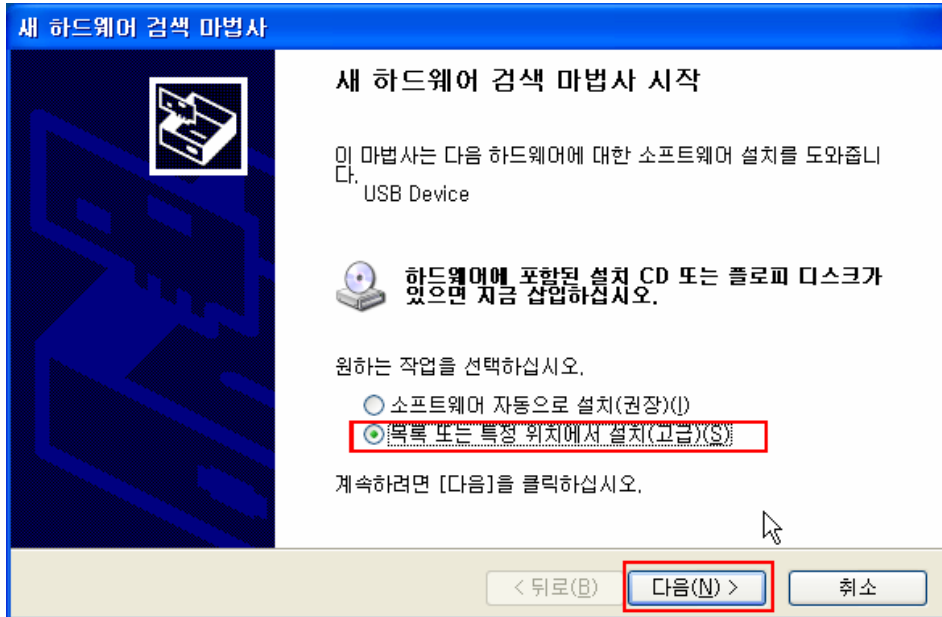 새 하드웨어 검색 마법사
새 하드웨어 검색 마법사 시작
이 마법사는 다음 하드웨어에 대한 소프트웨어 설치를 도와줍니
다.
USB Device
하드웨어에 포함된 설치 CD 또는 플로피 디스크가
있으면 지금 삽입하십시오.
원하는 작업을 선택하십시오.
소프트웨어 자동으로 설치(권장)(I)
목록 또는 특정 위치에서 설치(고급)(S)
계속하려면 [다음]을 클릭하십시오.
< 뒤로(B) 다음(N) > 취소